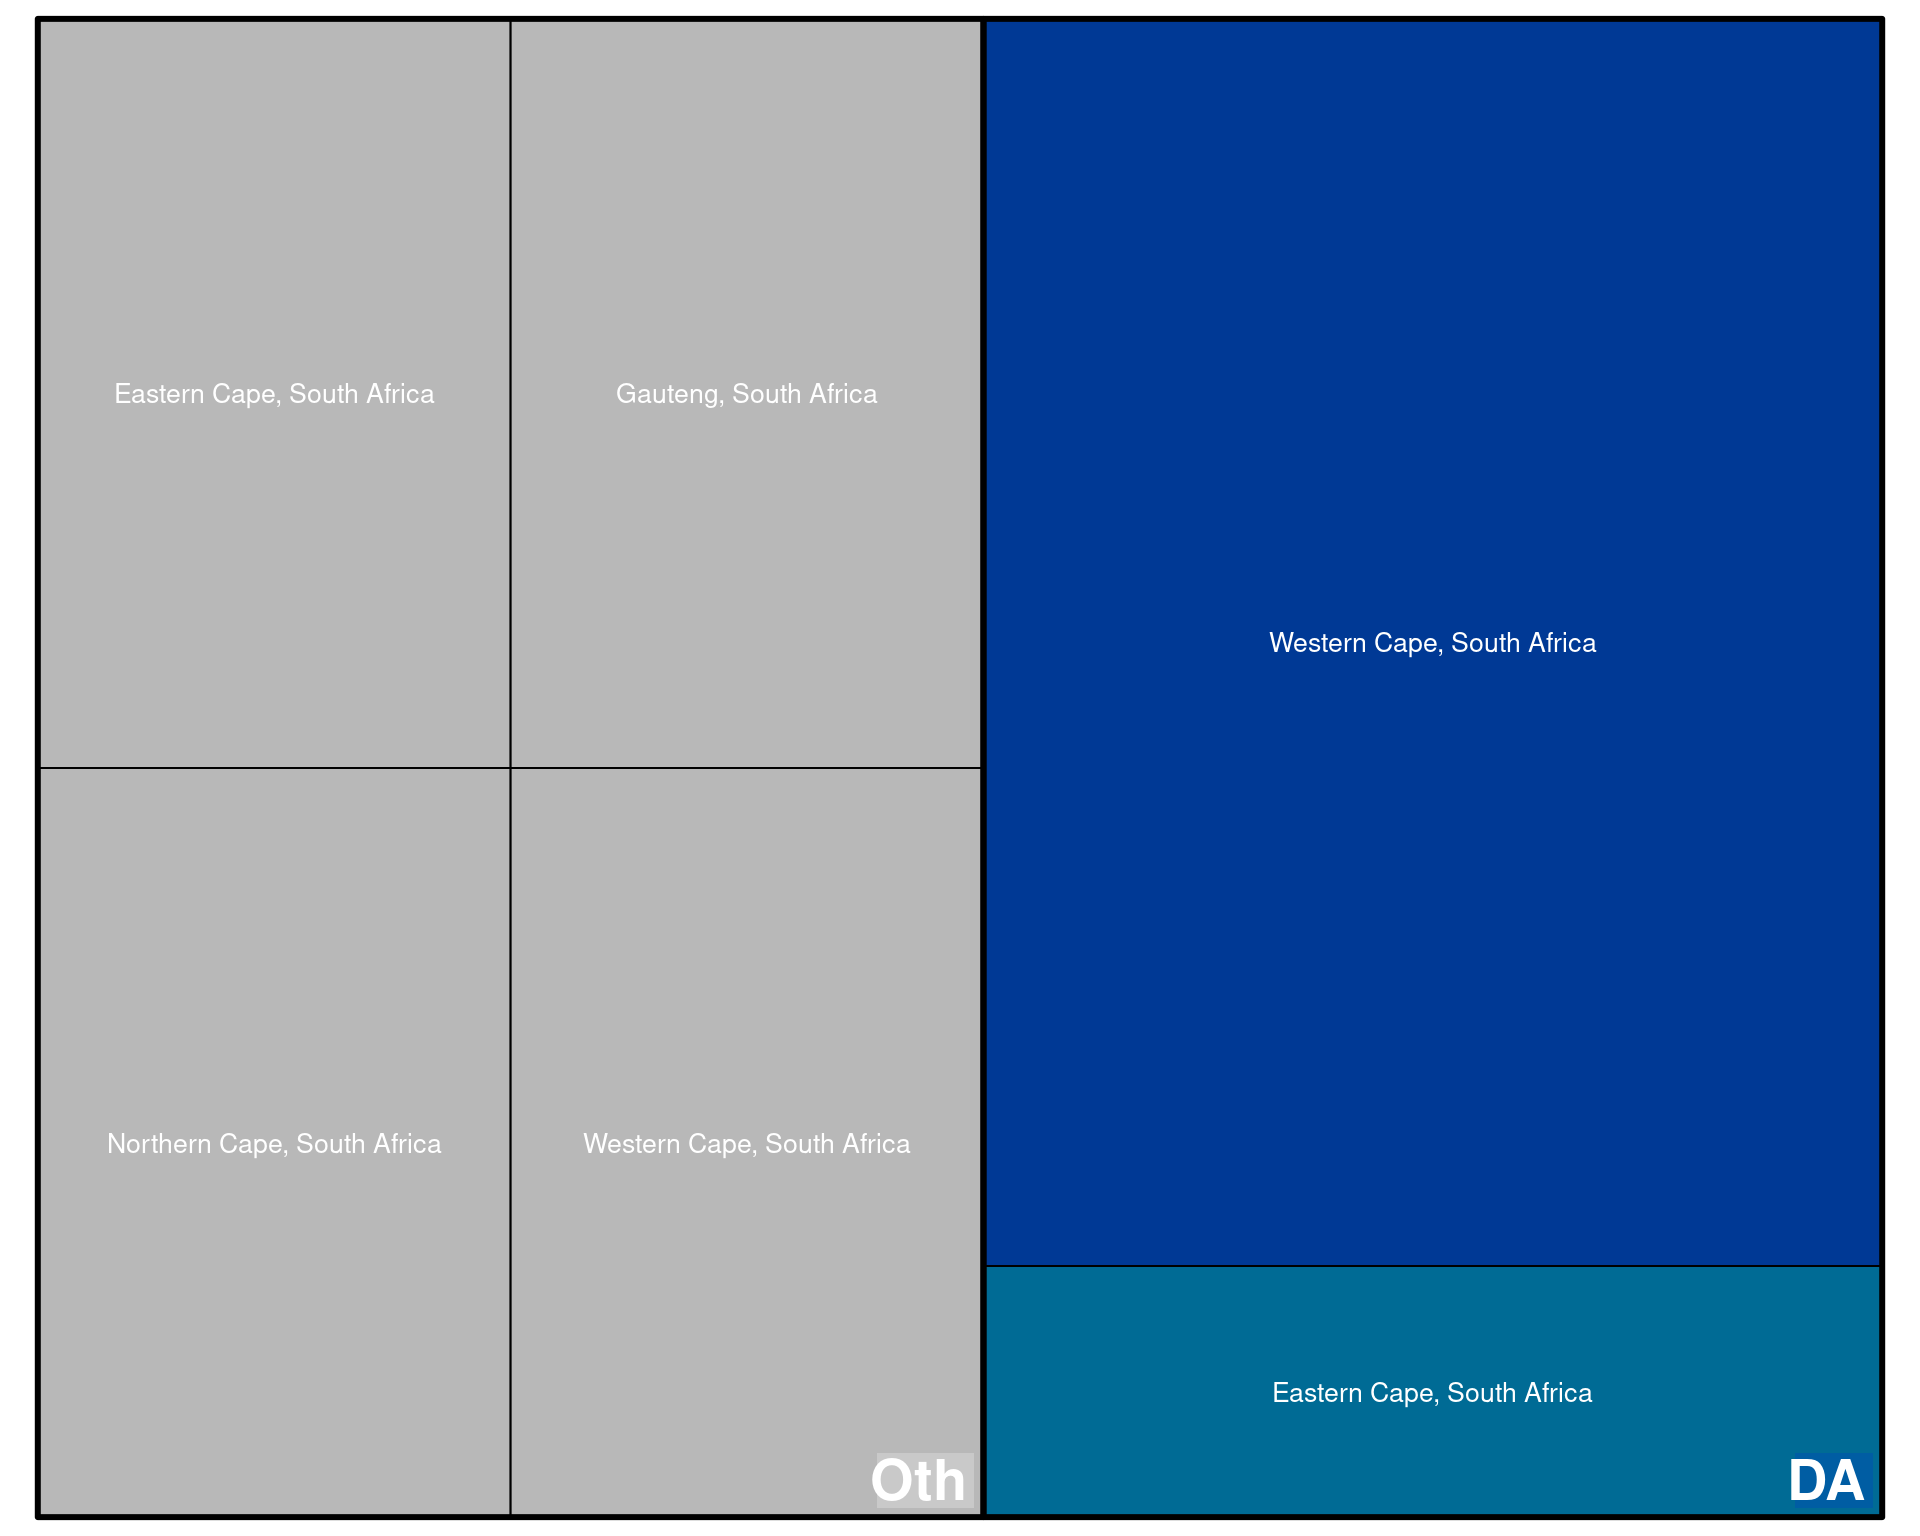 Eastern Cape, South Africa
Gauteng, South Africa
Western Cape, South Africa
Northern Cape, South Africa
Western Cape, South Africa
Eastern Cape, South Africa
Oth
DA